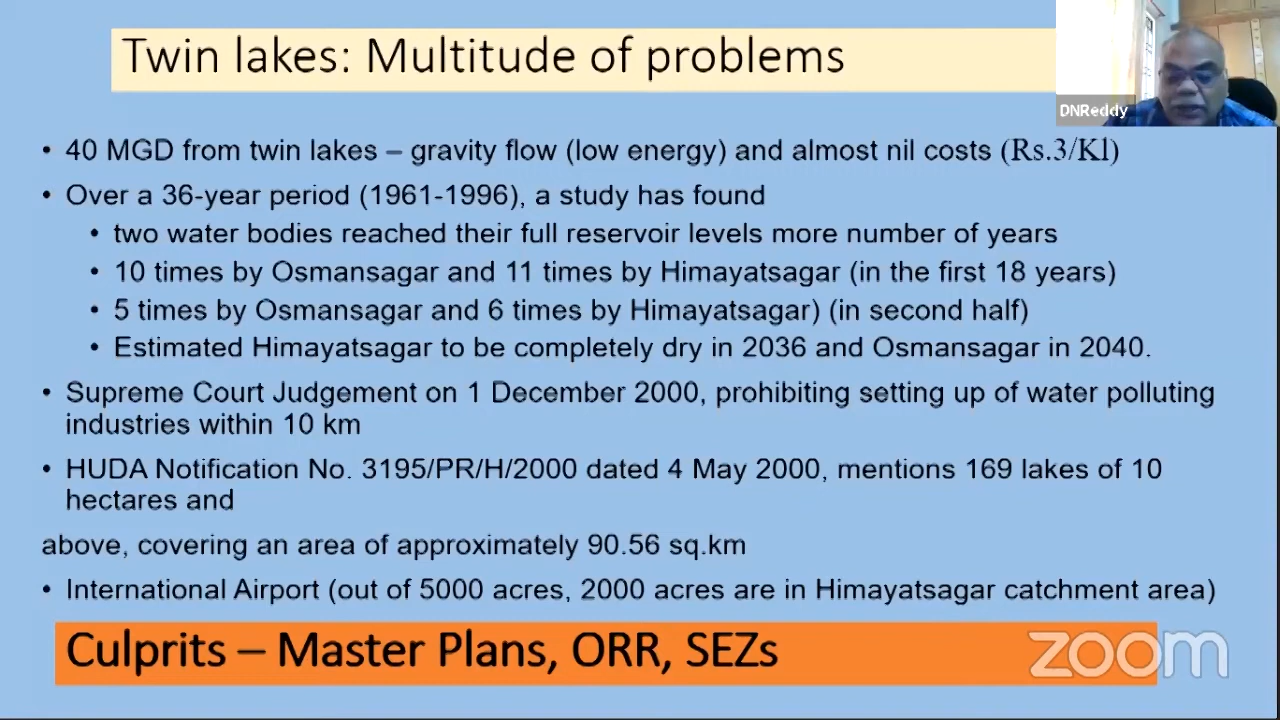 Twin lakes: Multitude of problems
DNReddy
• 40 MGD from twin lakes – gravity flow (low energy) and almost nil costs (Rs.3/Kl)
• Over a 36-year period (1961-1996), a study has found
• two water bodies reached their full reservoir levels more number of years
• 10 times by Osmansagar and 11 times by Himayatsagar (in the first 18 years)
• 5 times by Osmansagar and 6 times by Himayatsagar) (in second half)
• Estimated Himayatsagar to be completely dry in 2036 and Osmansagar in 2040.
• Supreme Court Judgement on 1 December 2000, prohibiting setting up of water polluting
industries within 10 km
• HUDA Notification No. 3195/PR/H/2000 dated 4 May 2000, mentions 169 lakes of 10
hectares and
above, covering an area of approximately 90.56 sq.km
• International Airport (out of 5000 acres, 2000 acres are in Himayatsagar catchment area)
Culprits – Master Plans, ORR, SEZs
zoom